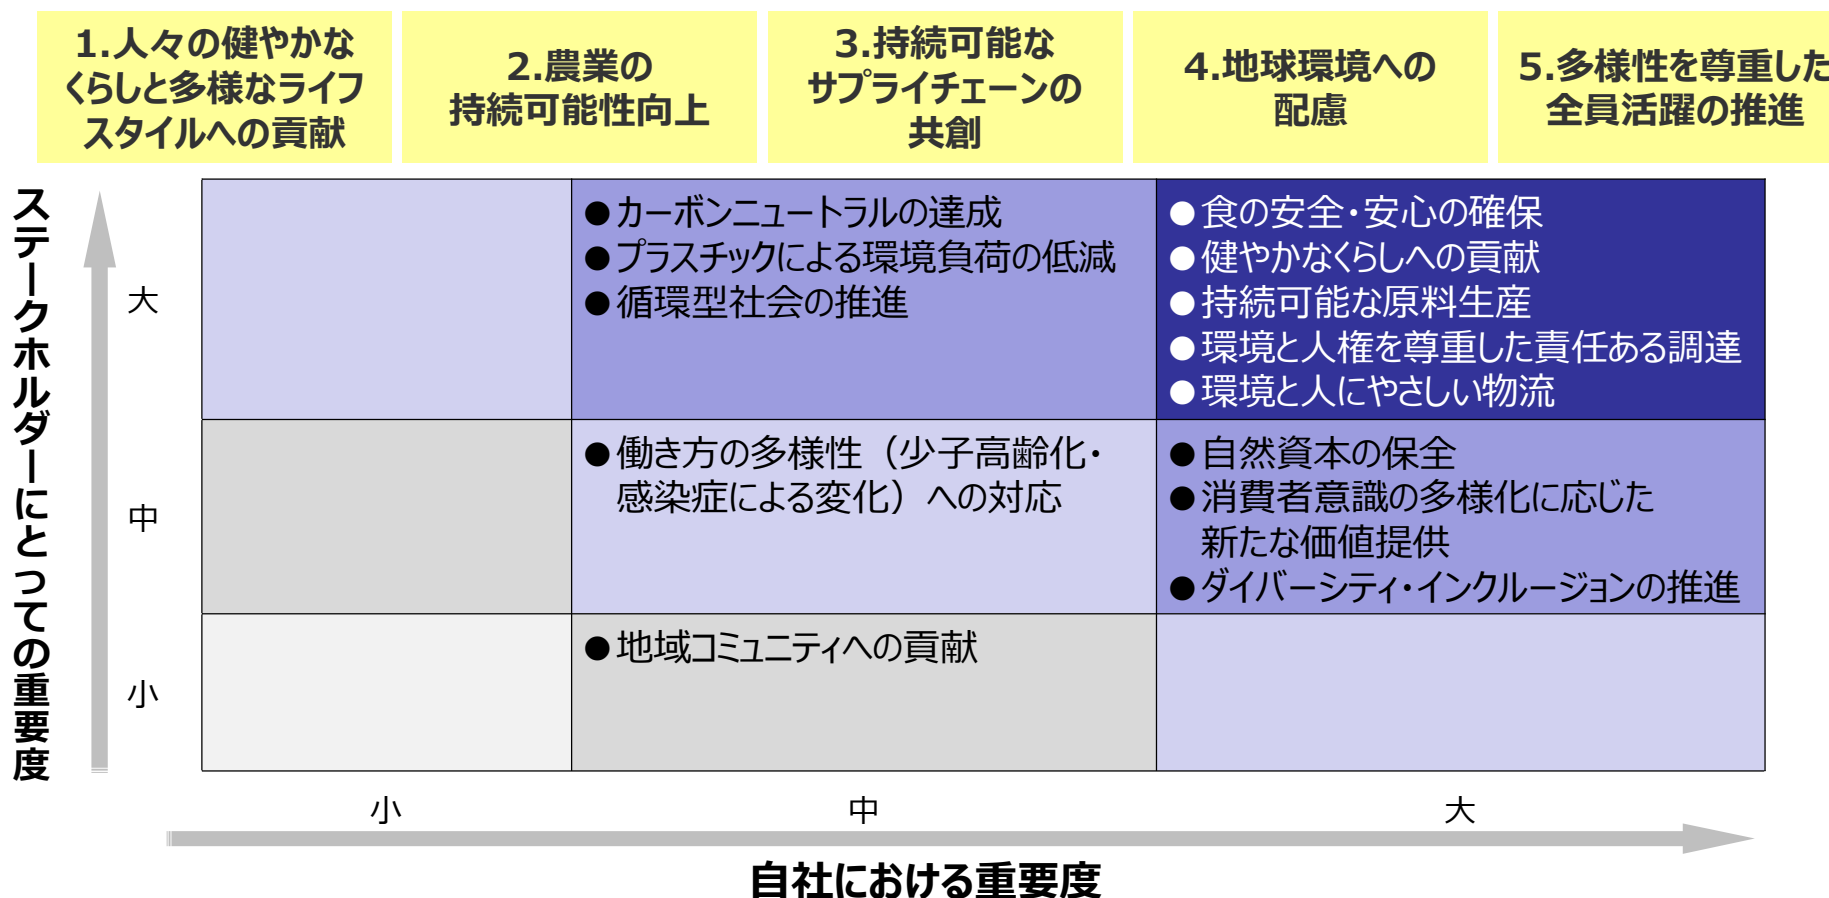 1.人々の健やかな
くらしと多様なライフ
スタイルへの貢献
2.農業の
持続可能性向上
3.持続可能な
サプライチェーンの
共創
4.地球環境への
配慮
5.多様性を尊重した
全員活躍の推進
ステークホルダーにとっての重要度
大
●カーボンニュートラルの達成
●プラスチックによる環境負荷の低減
●循環型社会の推進
●食の安全・安心の確保
●健やかなくらしへの貢献
●持続可能な原料生産
●環境と人権を尊重した責任ある調達
●環境と人にやさしい物流
中
●働き方の多様性（少子高齢化・
感染症による変化）への対応
●自然資本の保全
●消費者意識の多様化に応じた
新たな価値提供
●ダイバーシティ・インクルージョンの推進
小
●地域コミュニティへの貢献
小
中
大
自社における重要度